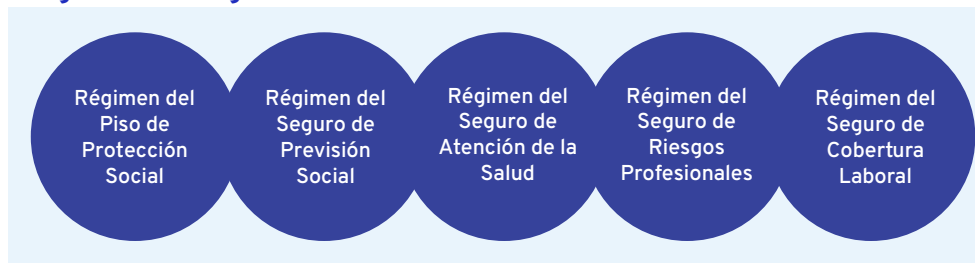 Régimen del
Piso de
Protección
Social
Régimen del
Seguro de
Previsión
Social
Régimen del
Seguro de
Atención de la
Salud
Régimen del
Seguro de
Riesgos
Profesionales
Régimen del
Seguro de
Cobertura
Laboral